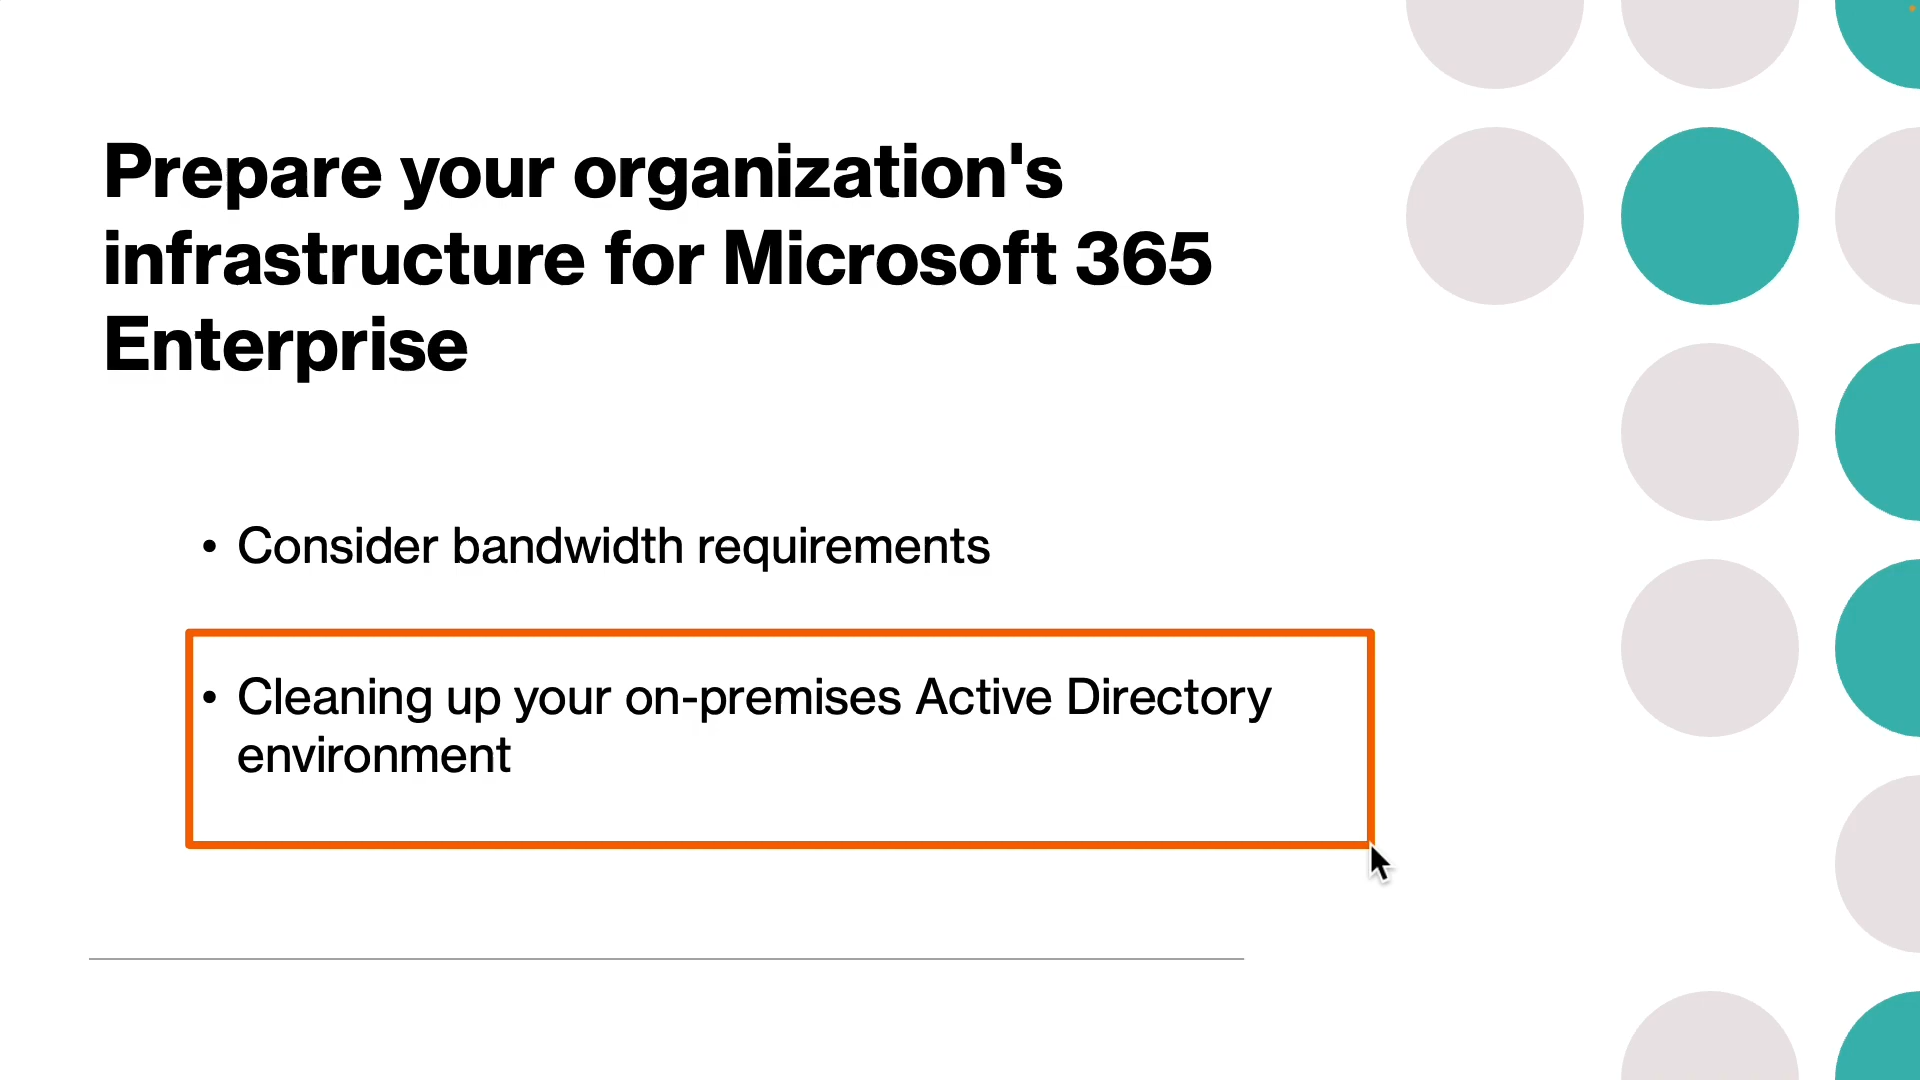 Prepare your organization's
infrastructure for Microsoft 365
Enterprise
• Consider bandwidth requirements
• Cleaning up your on-premises Active Directory
environment